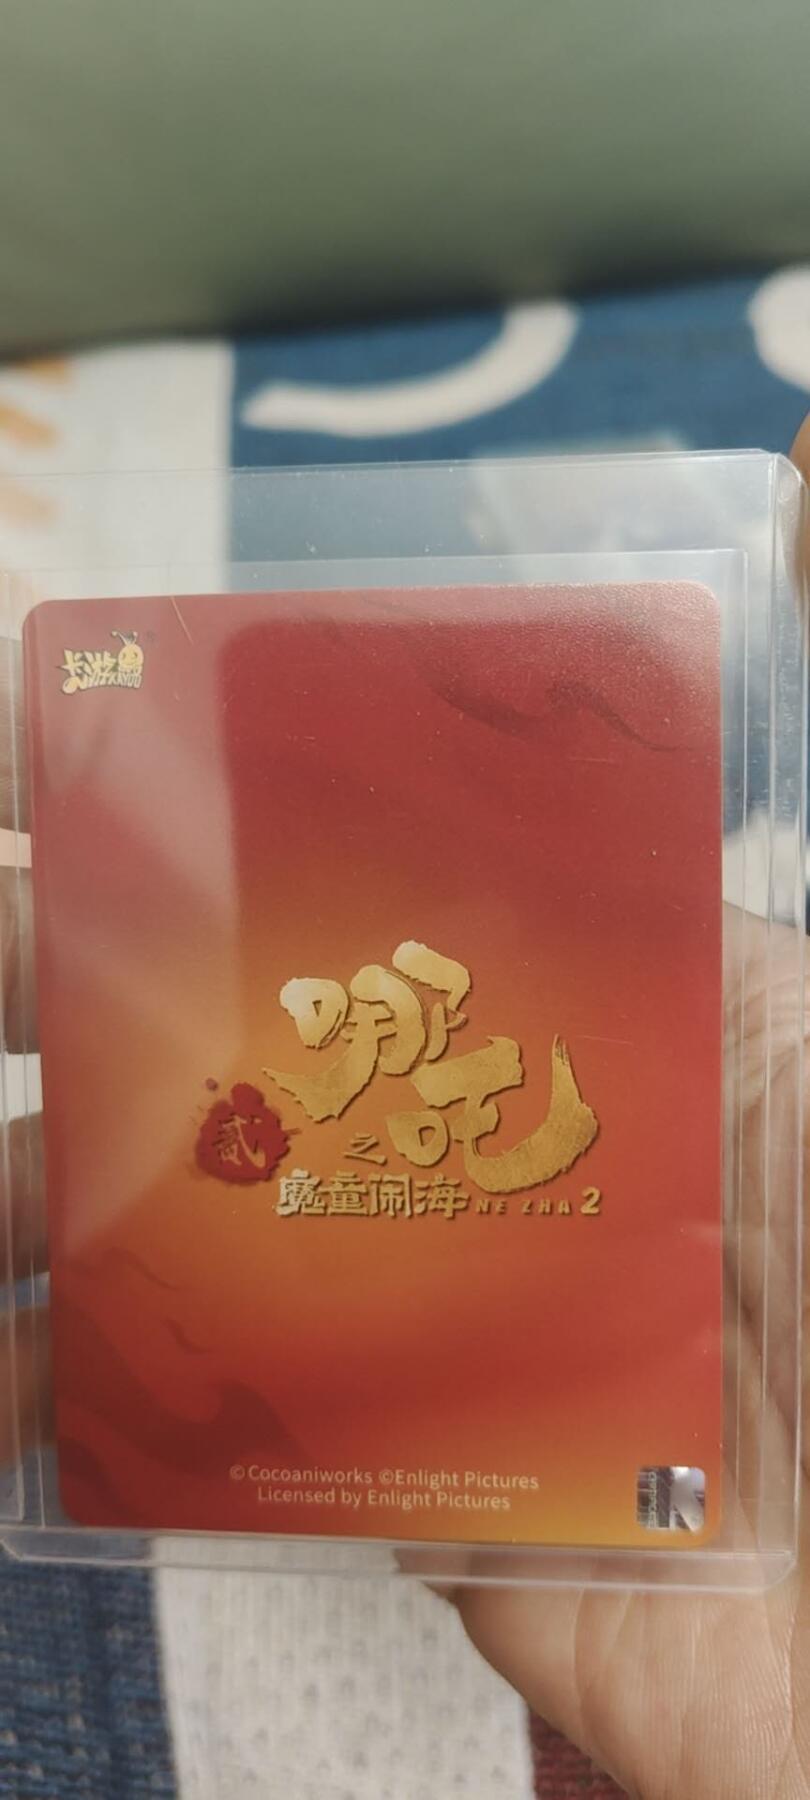 卡游
KAYOU
哪吒
贰
之
魔童闹海 NE ZHA 2
©Cocoaniworks ©Enlight Pictures
Licensed by Enlight Pictures